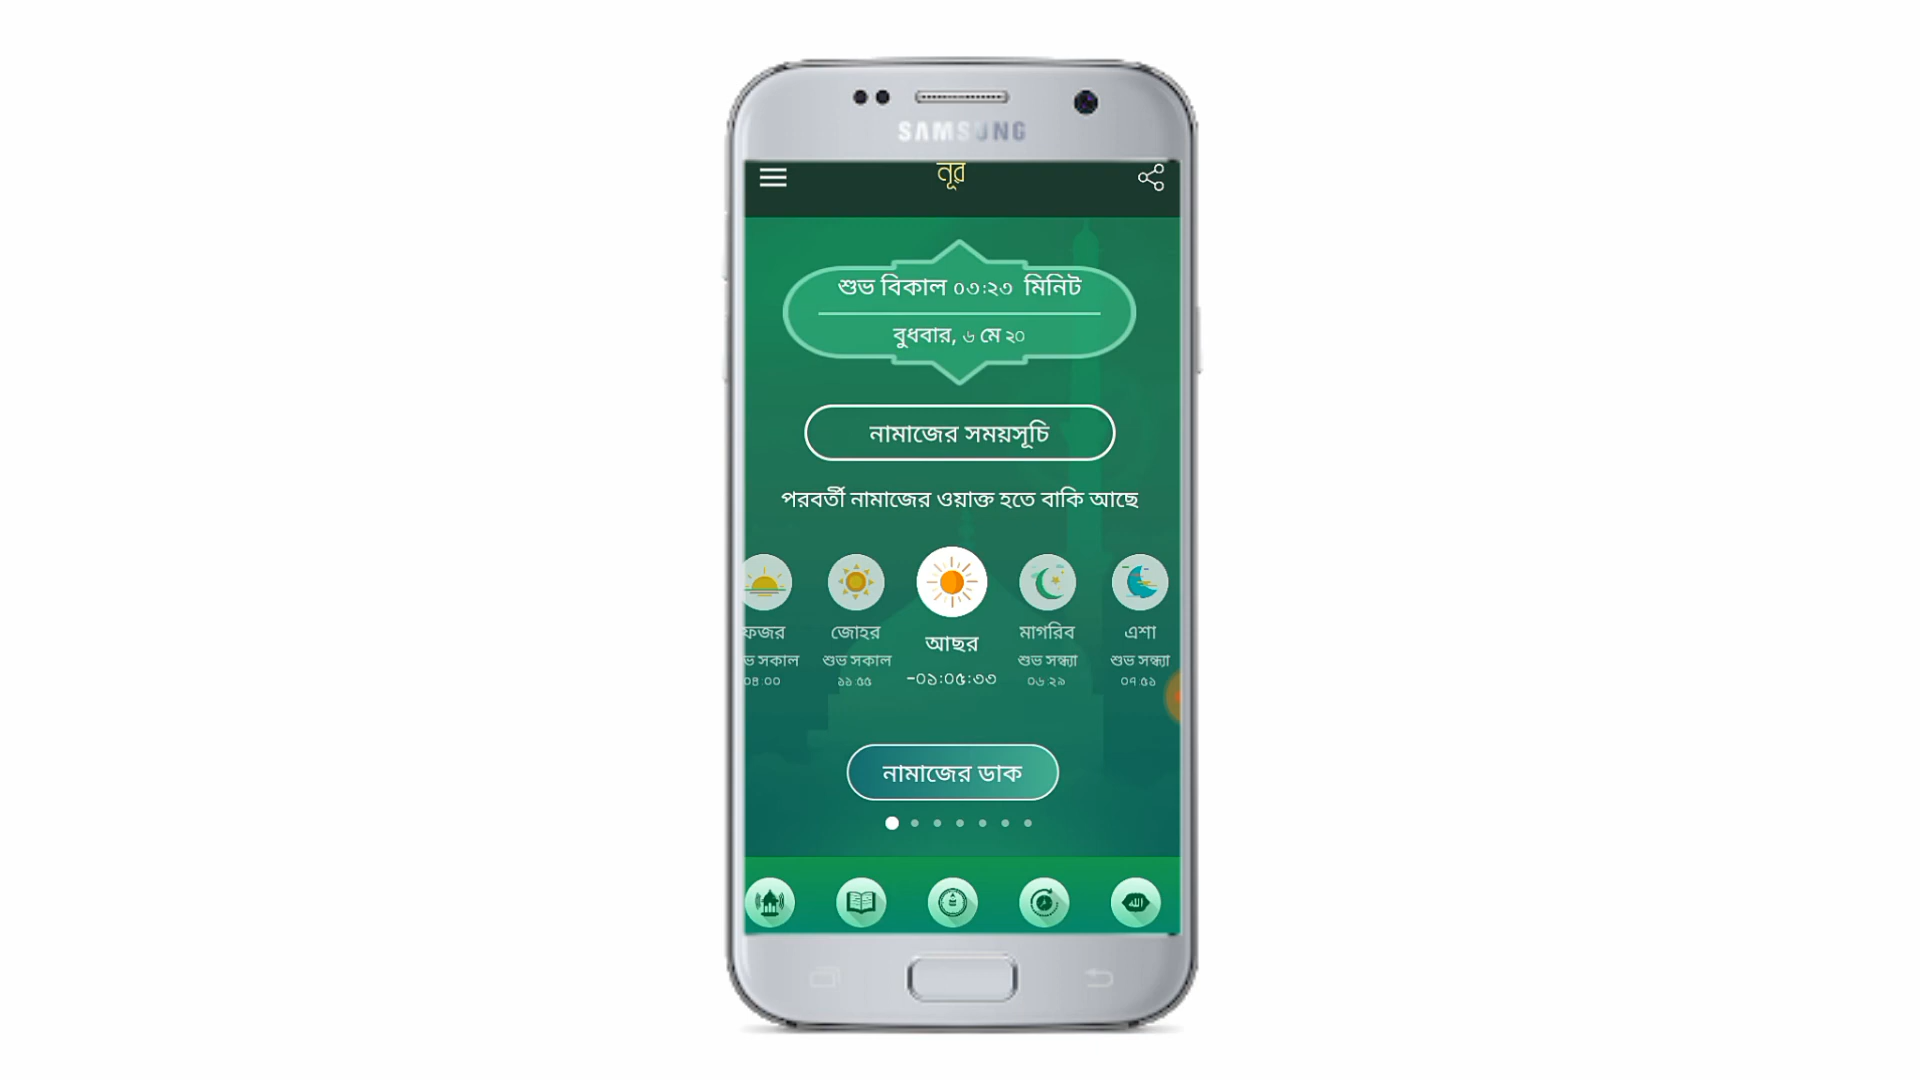 SAMSUNG
নূর
শুভ বিকাল ০৩:২৩ মিনিট
বুধবার, ৬ মে ২০
নামাজের সময়সূচি
পরবর্তী নামাজের ওয়াক্ত হতে বাকি আছে
ফজর জোহর আছর মাগরিব এশা
ভ সকাল শুভ সকাল শুভ সন্ধ্যা শুভ সন্ধ্যা
০৪:০০ ১১:৫৫ -০১:০৫:৩৩ ০৬:২৯ ০৭:৫১
নামাজের ডাক
الله